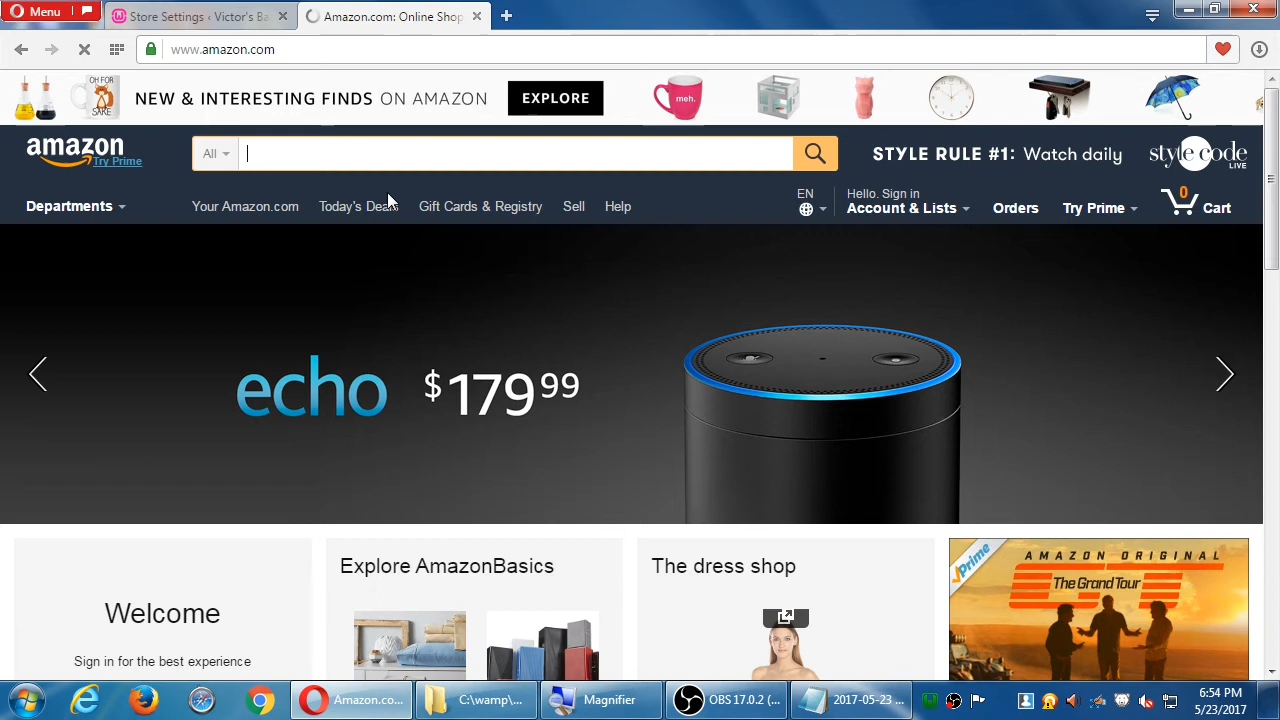 Menu
Store Settings ‹ Victor's Ba
Amazon.com: Online Shop
www.amazon.com
OH FOR
SAKE
NEW & INTERESTING FINDS ON AMAZON
EXPLORE
meh.
amazon
Try Prime
All
STYLE RULE #1: Watch daily
style code
LIVE
Departments
Your Amazon.com
Today's Deals
Gift Cards & Registry
Sell
Help
EN
Hello. Sign in
Account & Lists
Orders
Try Prime
0
Cart
echo
$179 99
Welcome
Sign in for the best experience
Explore AmazonBasics
The dress shop
Prime
AMAZON ORIGINAL
The Grand Tour
Amazon.co...
C:\wamp\...
Magnifier
OBS 17.0.2 (...
2017-05-23 ...
6:54 PM
5/23/2017